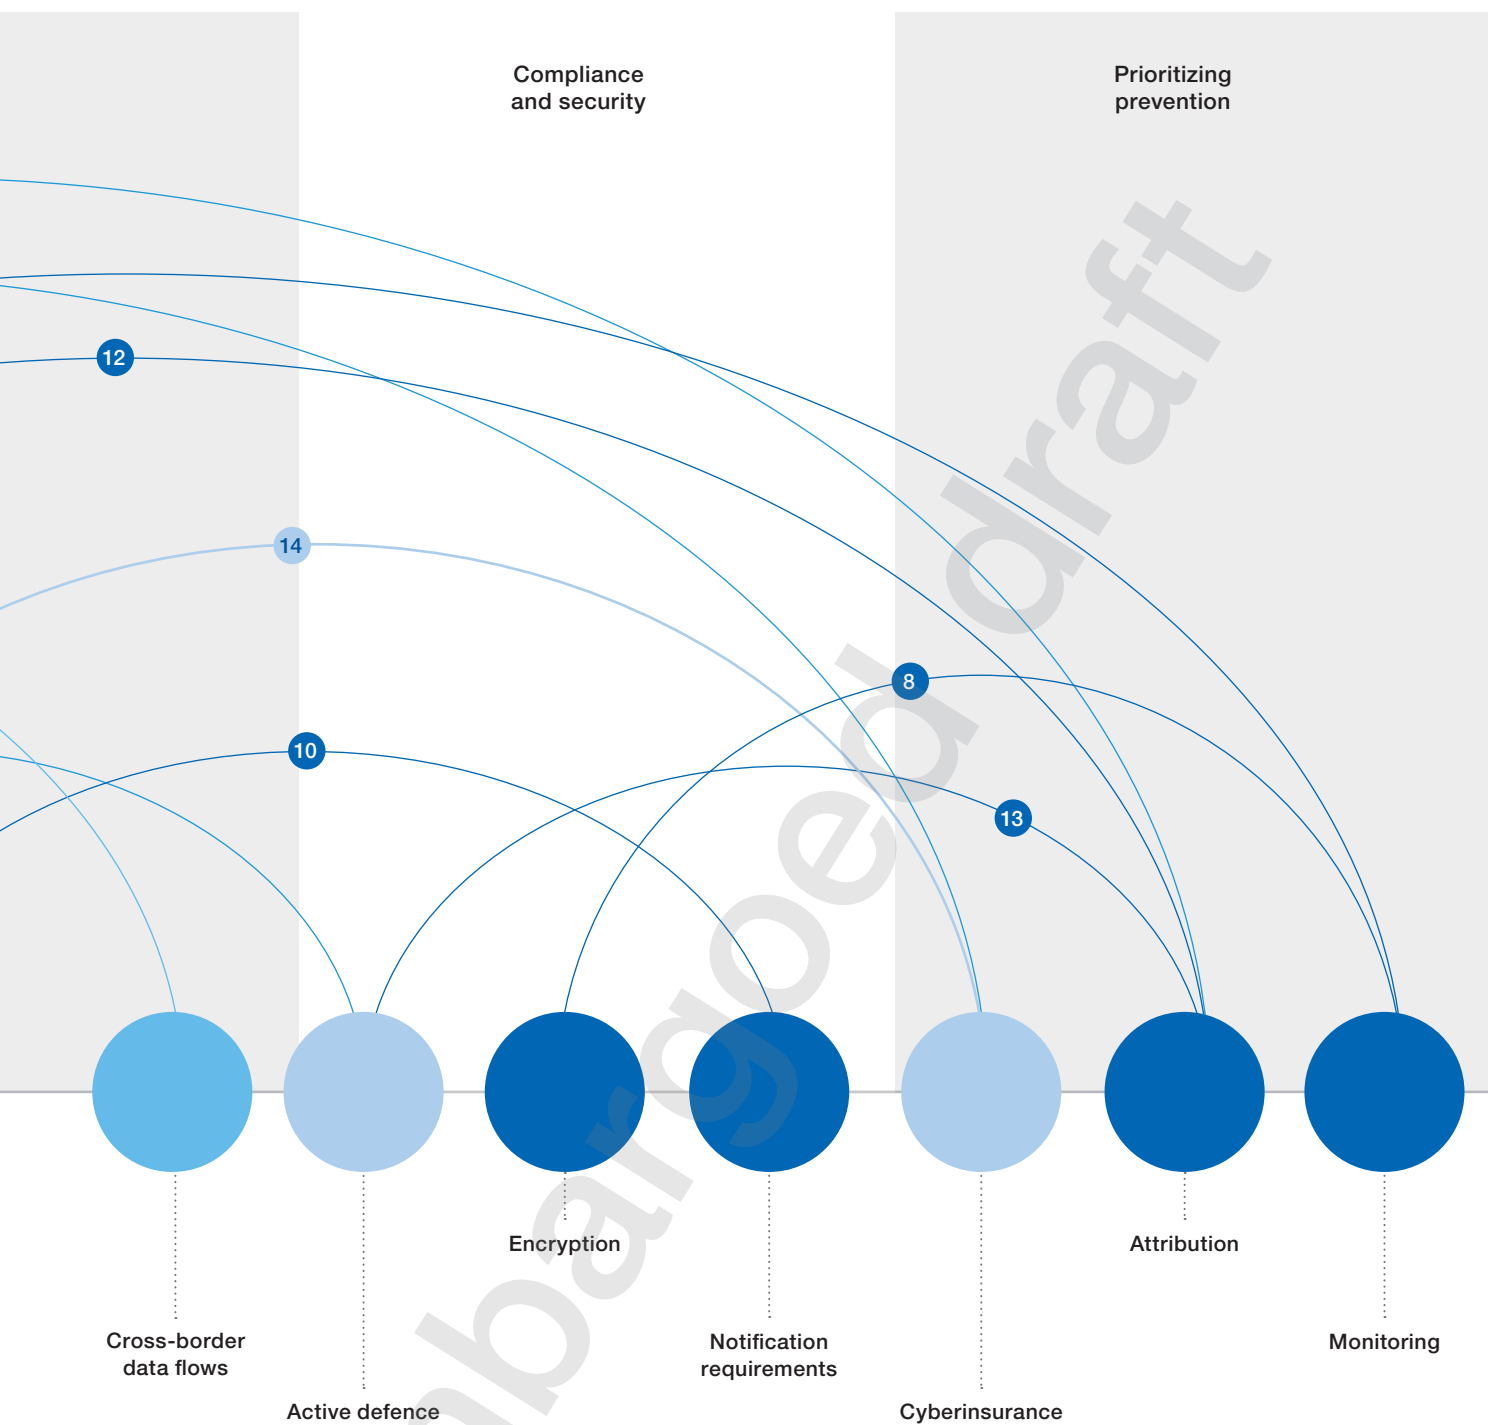 Compliance
and security
Prioritizing
prevention
12
14
8
10
13
Encryption
Attribution
Cross-border
data flows
Notification
requirements
Monitoring
Active defence
Cyberinsurance
bargoed draft